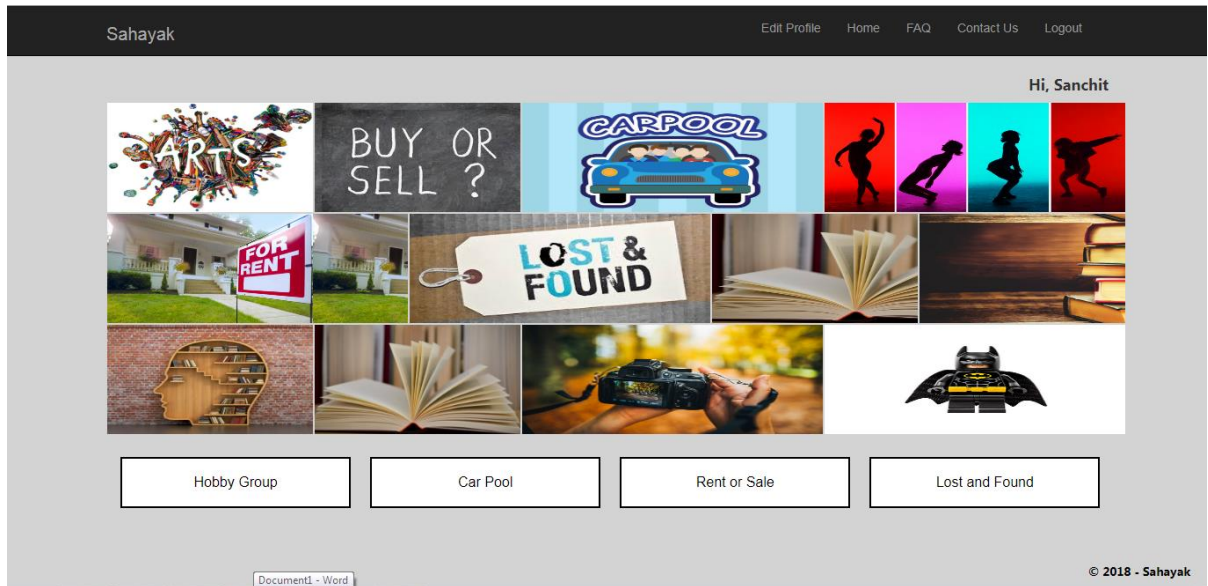 Sahayak
Edit Profile Home FAQ Contact Us Logout
Hi, Sanchit
ARTS
BUY OR
SELL ?
CARPOOL
FOR
RENT
LOST &
FOUND
Hobby Group
Car Pool
Rent or Sale
Lost and Found
© 2018 - Sahayak
Document1 - Word